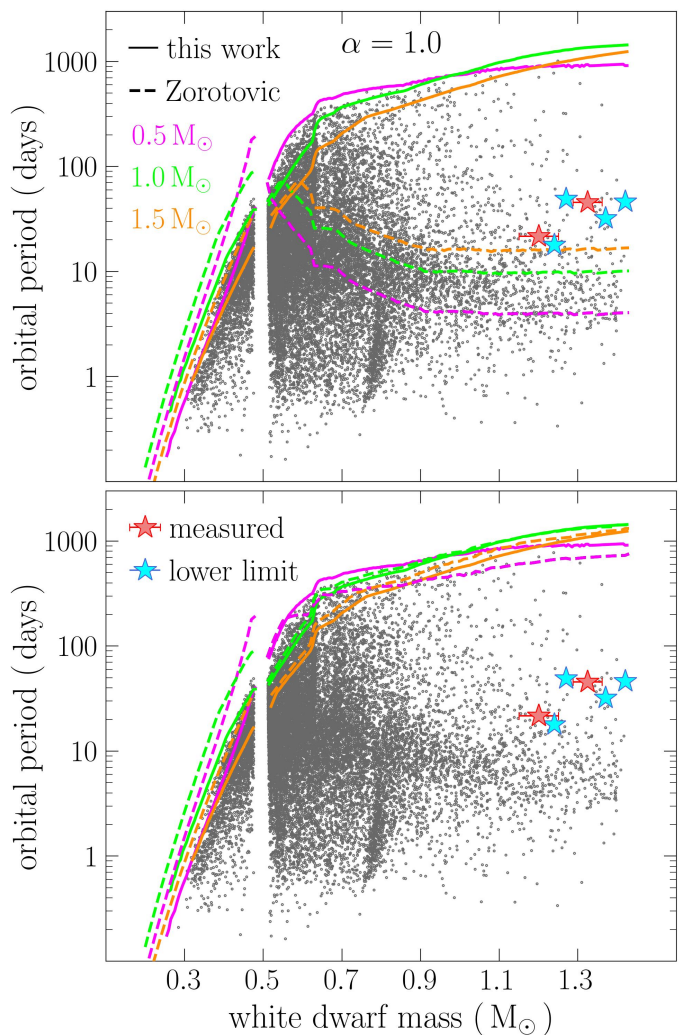 α = 1.0
this work
Zorotovic
0.5 M⊙
1.0 M⊙
1.5 M⊙
1000
100
10
1
orbital period ( days )
measured
lower limit
1000
100
10
1
orbital period ( days )
0.3 0.5 0.7 0.9 1.1 1.3
white dwarf mass ( M⊙ )